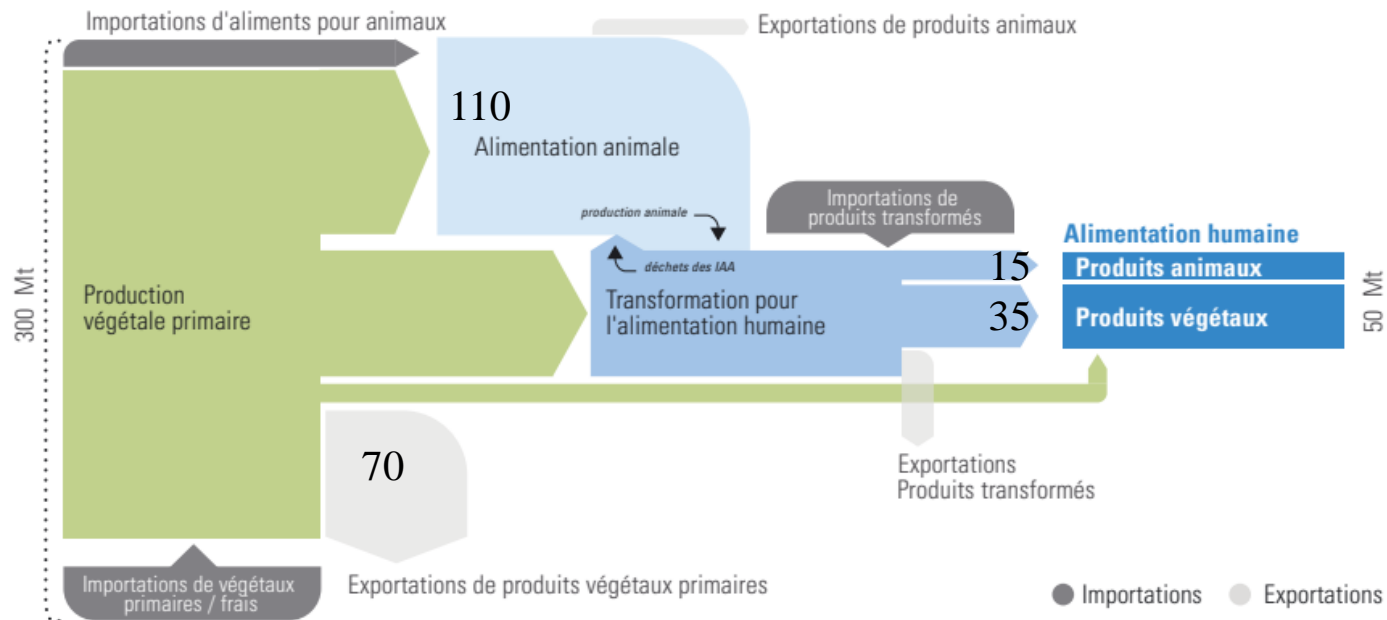 Importations d'aliments pour animaux
Exportations de produits animaux
110
Alimentation animale
production animale
Importations de
produits transformés
Alimentation humaine
déchets des IAA
15
Produits animaux
300 Mt
Production
végétale primaire
Transformation pour
l'alimentation humaine
35
Produits végétaux
50 Mt
70
Exportations
Produits transformés
Importations de végétaux
primaires / frais
Exportations de produits végétaux primaires
Importations
Exportations